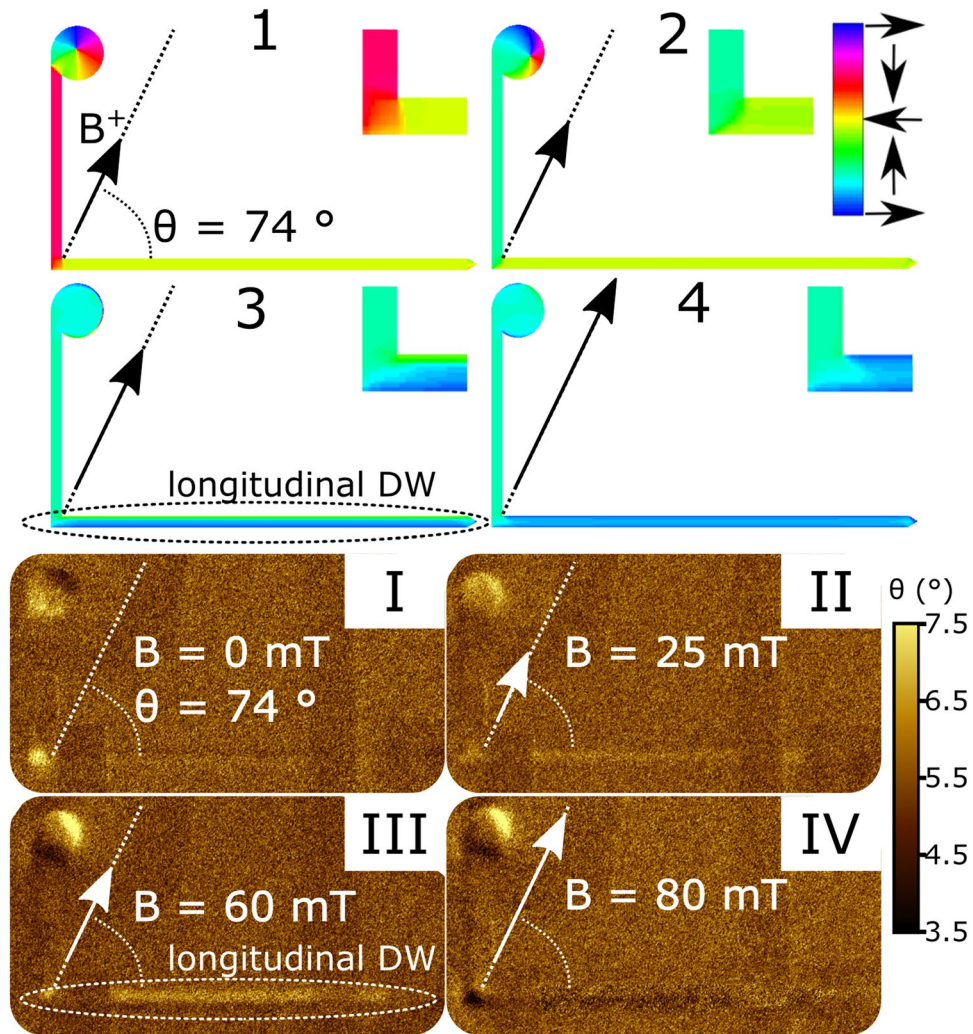 1
B⁺
θ = 74 °
2
3
longitudinal DW
4
I
B = 0 mT
θ = 74 °
II
B = 25 mT
III
B = 60 mT
longitudinal DW
IV
B = 80 mT
θ (°)
7.5
6.5
5.5
4.5
3.5